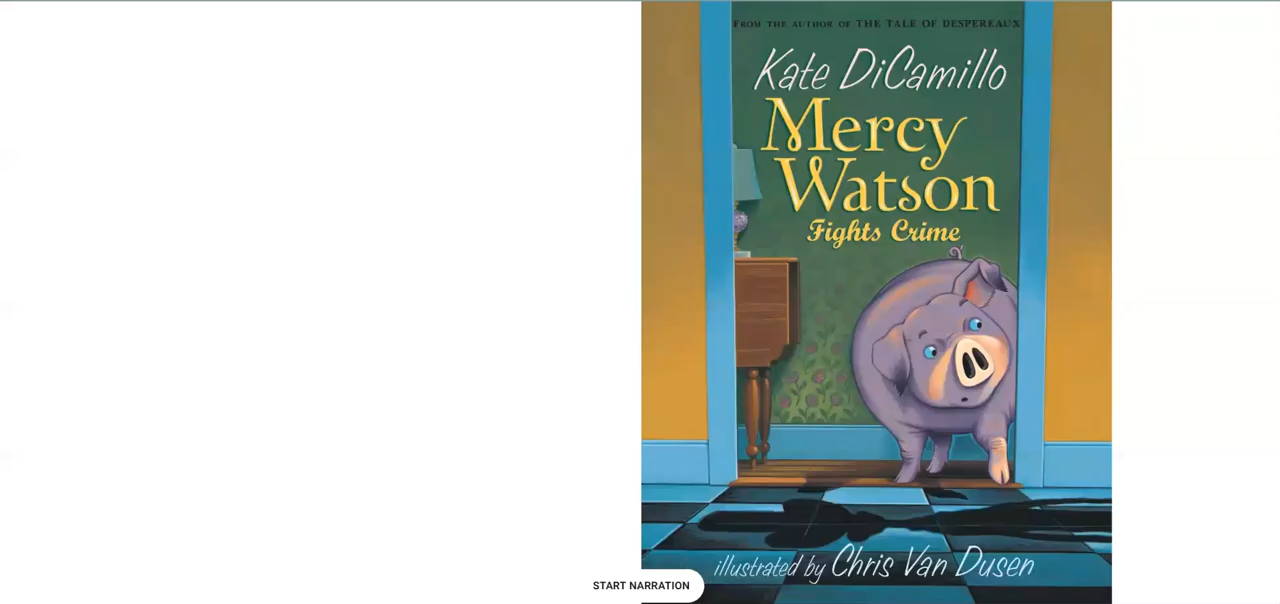 FROM THE AUTHOR OF THE TALE OF DESPEREAUX
Kate DiCamillo
Mercy
Watson
Fights Crime
illustrated by Chris Van Dusen
START NARRATION